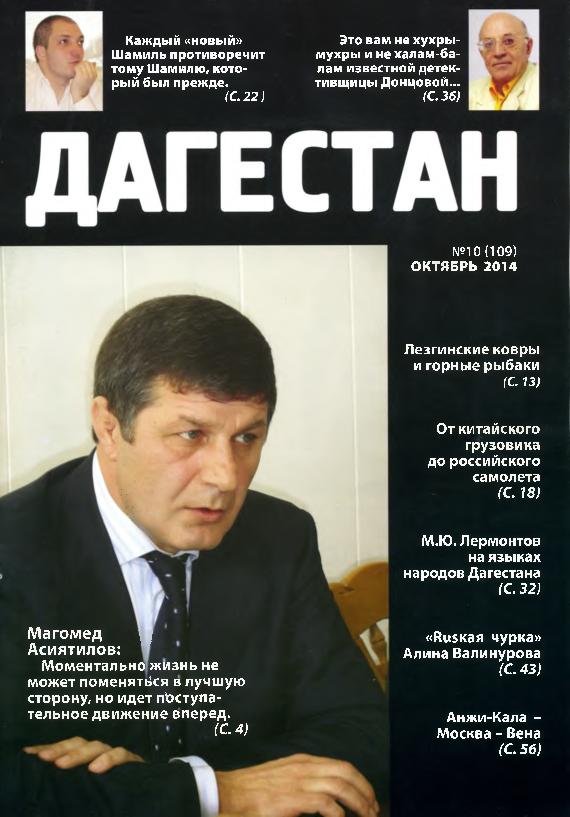 Каждый «новый»
Шамиль противоречит
тому Шамилю, кото-
рый был прежде.
(С. 22 )
Это вам не хухры-
мухры и не халам-ба-
лам известной детек-
тивщицы Донцовой...
(С. 36)
ДАГЕСТАН
№10 (109)
ОКТЯБРЬ 2014
Лезгинские ковры
и горные рыбаки
(С. 13)
От китайского
грузовика
до российского
самолета
(С. 18)
М.Ю. Лермонтов
на языках
народов Дагестана
(С. 32)
«Ruskaя чурка»
Алина Валинурова
(С. 43)
Анжи-Кала –
Москва – Вена
(С. 56)
Магомед
Асиятилов:
Моментально жизнь не
может поменяться в лучшую
сторону, но идет поступа-
тельное движение вперед.
(С. 4)